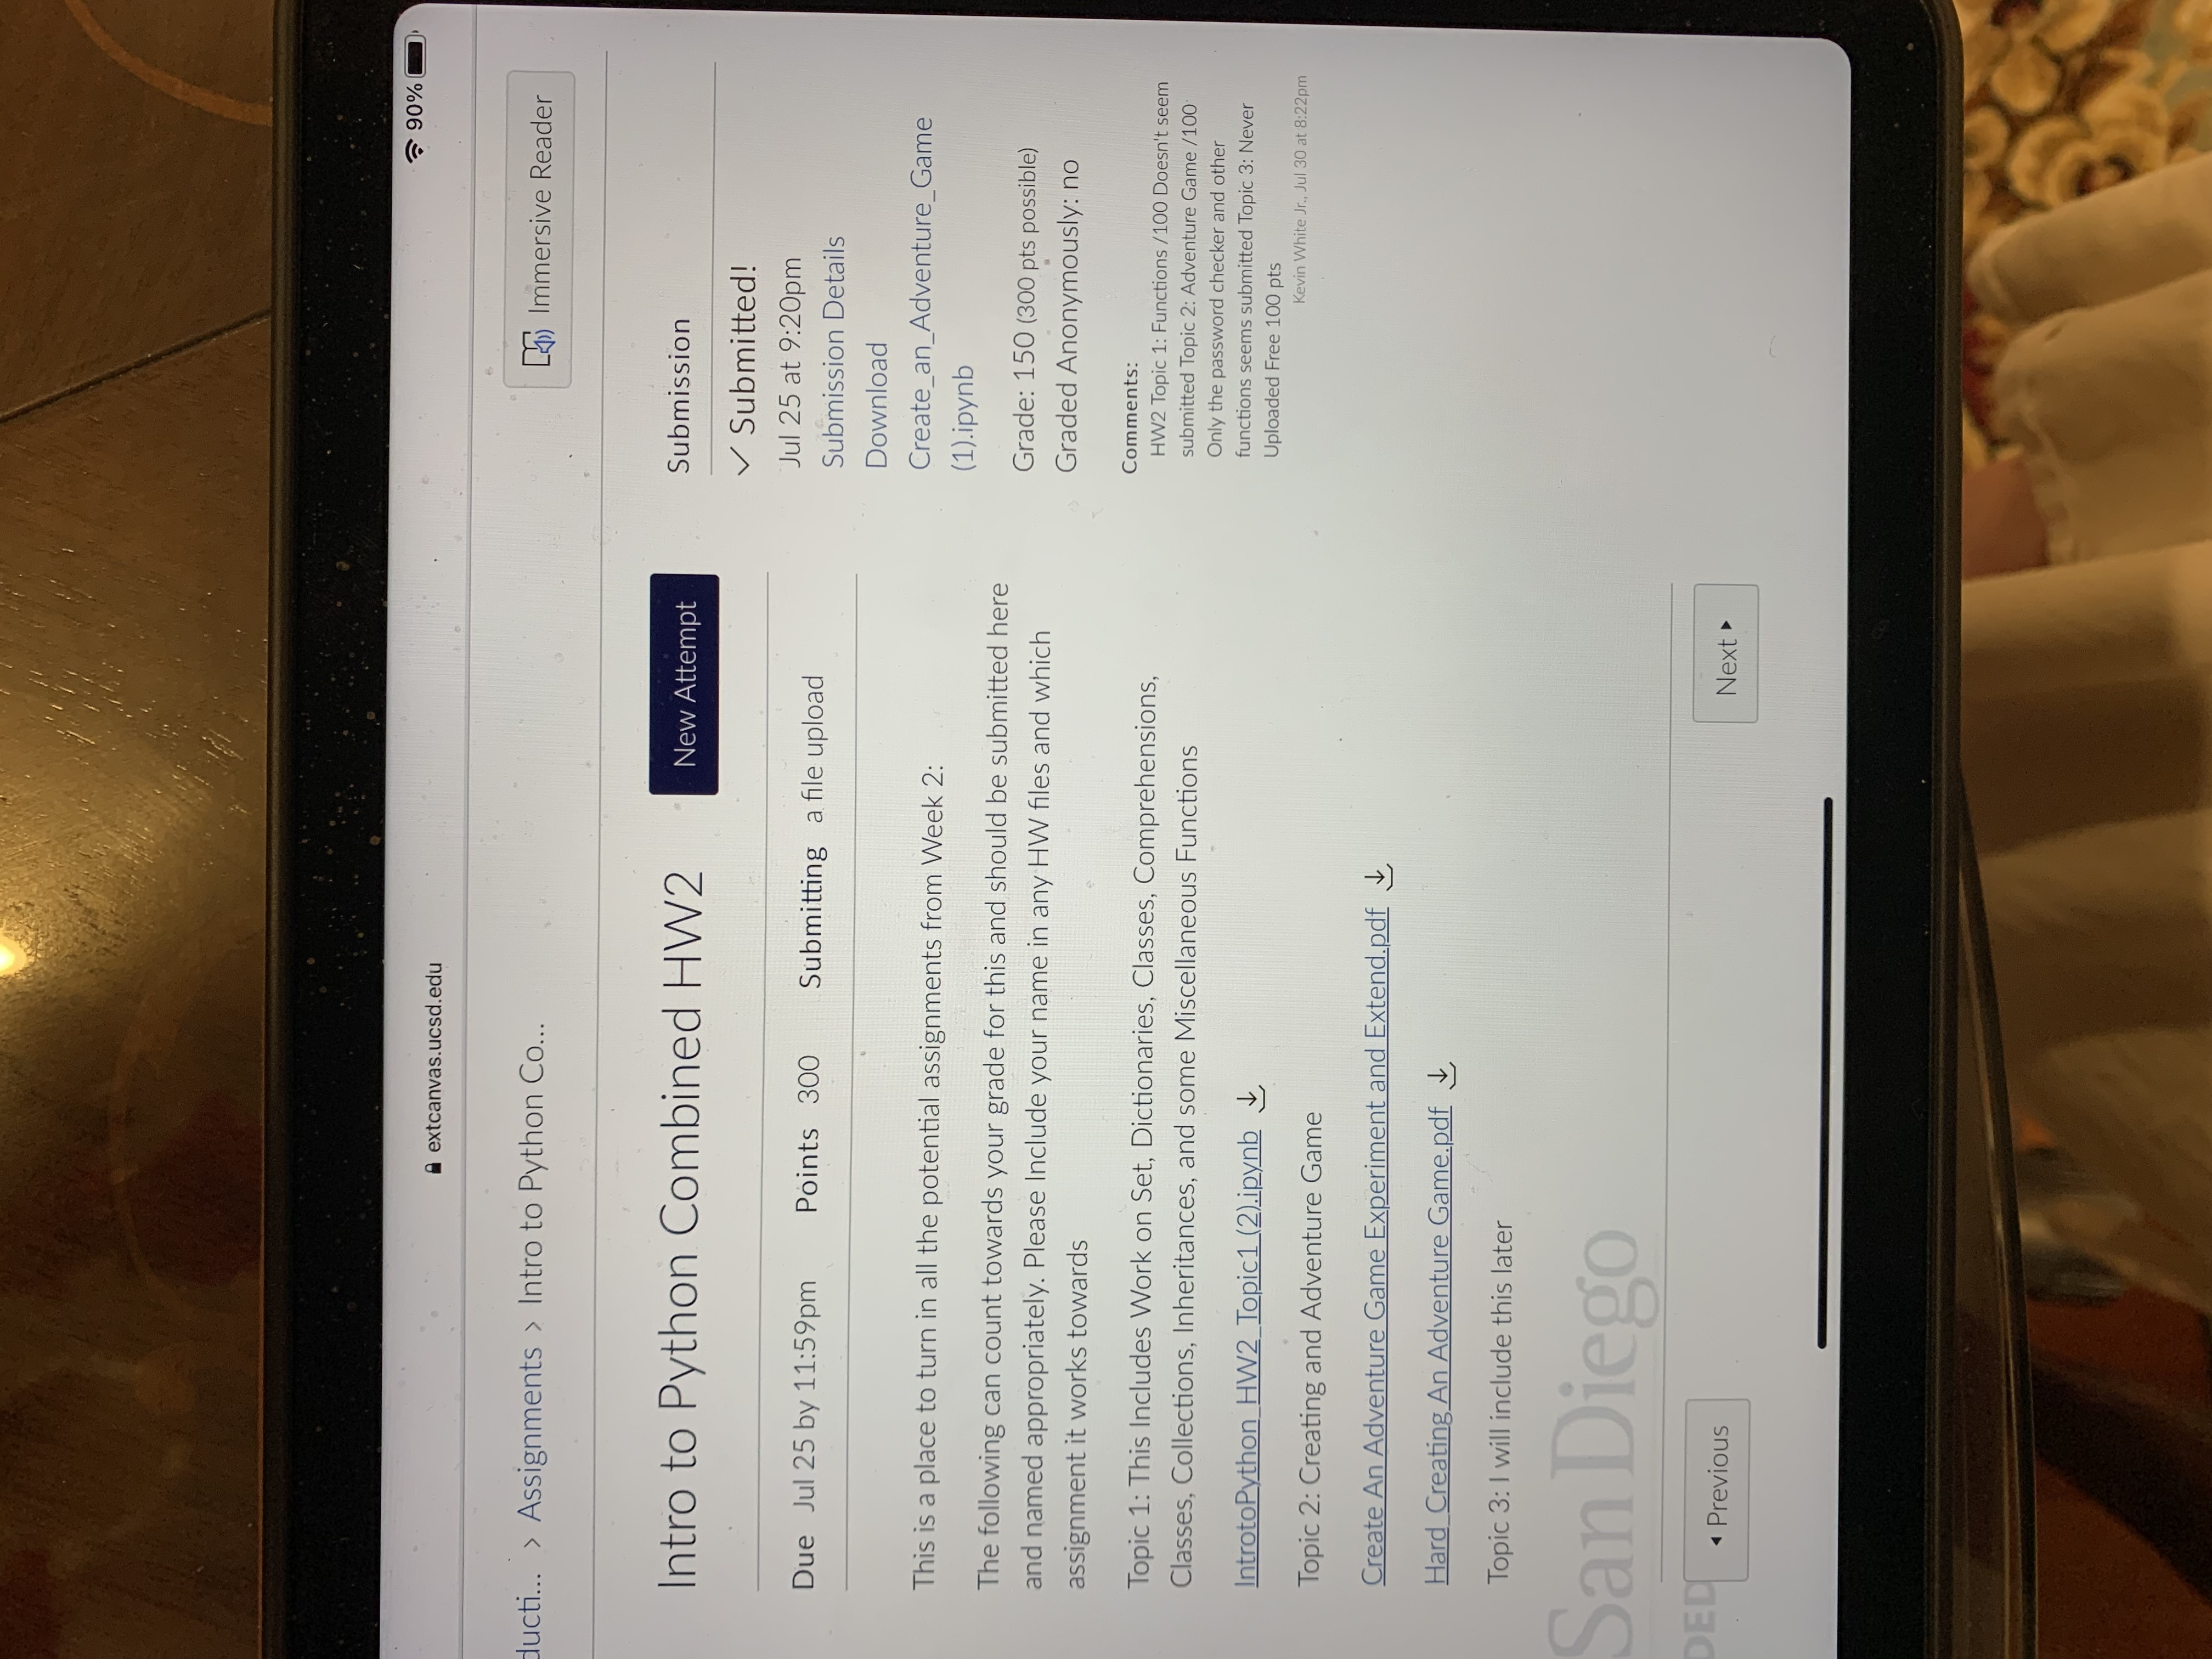 extcanvas.ucsd.edu
90%
ducti... > Assignments > Intro to Python Co...
Immersive Reader
Intro to Python Combined HW2
New Attempt
Due Jul 25 by 11:59pm Points 300 Submitting a file upload
This is a place to turn in all the potential assignments from Week 2:
The following can count towards your grade for this and should be submitted here
and named appropriately. Please Include your name in any HW files and which
assignment it works towards
Topic 1: This Includes Work on Set, Dictionaries, Classes, Comprehensions,
Classes, Collections, Inheritances, and some Miscellaneous Functions
IntrotoPython_HW2_Topic1 (2).ipynb
Topic 2: Creating and Adventure Game
Create An Adventure Game Experiment and Extend.pdf
Hard_Creating An Adventure Game.pdf
Topic 3: I will include this later
San Diego
DED
Previous
Next
Submission
Submitted!
Jul 25 at 9:20pm
Submission Details
Download
Create_an_Adventure_Game
(1).ipynb
Grade: 150 (300 pts possible)
Graded Anonymously: no
Comments:
HW2 Topic 1: Functions /100 Doesn't seem
submitted Topic 2: Adventure Game /100
Only the password checker and other
functions seems submitted Topic 3: Never
Uploaded Free 100 pts
Kevin White Jr., Jul 30 at 8:22pm